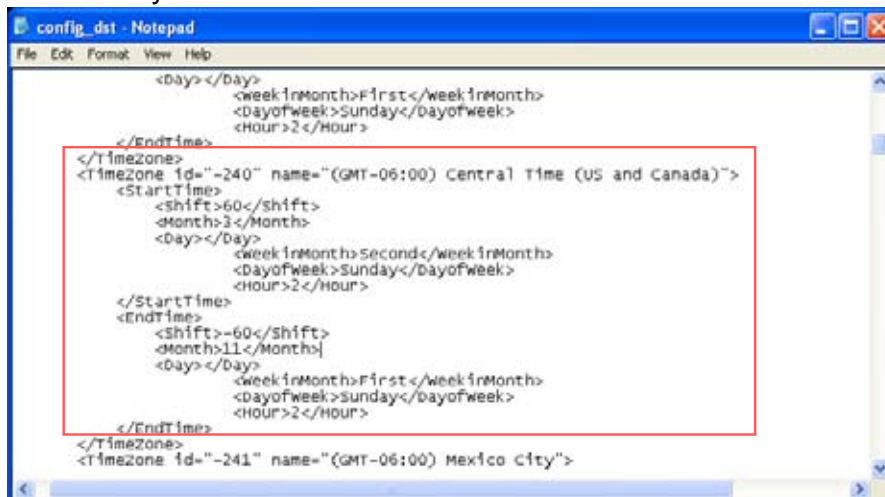 config_dst - Notepad
File Edit Format View Help
<Day></Day>
<WeekinMonth>First</WeekinMonth>
<DayofWeek>Sunday</DayofWeek>
<Hour>2</Hour>
</EndTime>
</TimeZone>
<TimeZone id="-240" name="(GMT-06:00) Central Time (US and Canada)">
<StartTime>
<Shift>60</Shift>
<Month>3</Month>
<Day></Day>
<WeekinMonth>Second</WeekinMonth>
<DayofWeek>Sunday</DayofWeek>
<Hour>2</Hour>
</StartTime>
<EndTime>
<Shift>-60</Shift>
<Month>11</Month>
<Day></Day>
<WeekinMonth>First</WeekinMonth>
<DayofWeek>Sunday</DayofWeek>
<Hour>2</Hour>
</EndTime>
</TimeZone>
<TimeZone id="-241" name="(GMT-06:00) Mexico City">